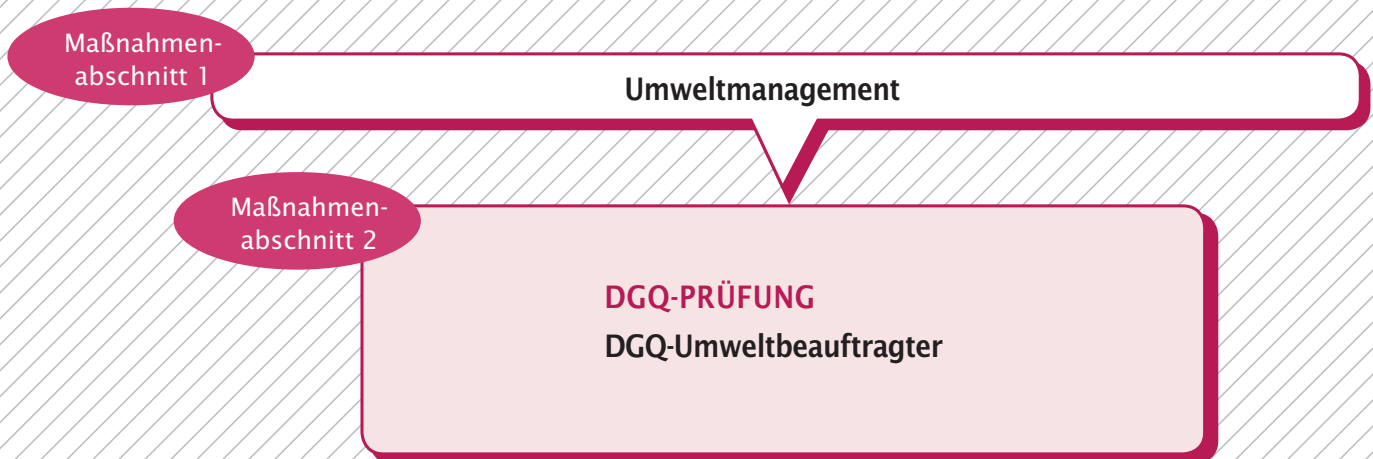 Maßnahmen-
abschnitt 1
Umweltmanagement
Maßnahmen-
abschnitt 2
DGQ-PRÜFUNG
DGQ-Umweltbeauftragter